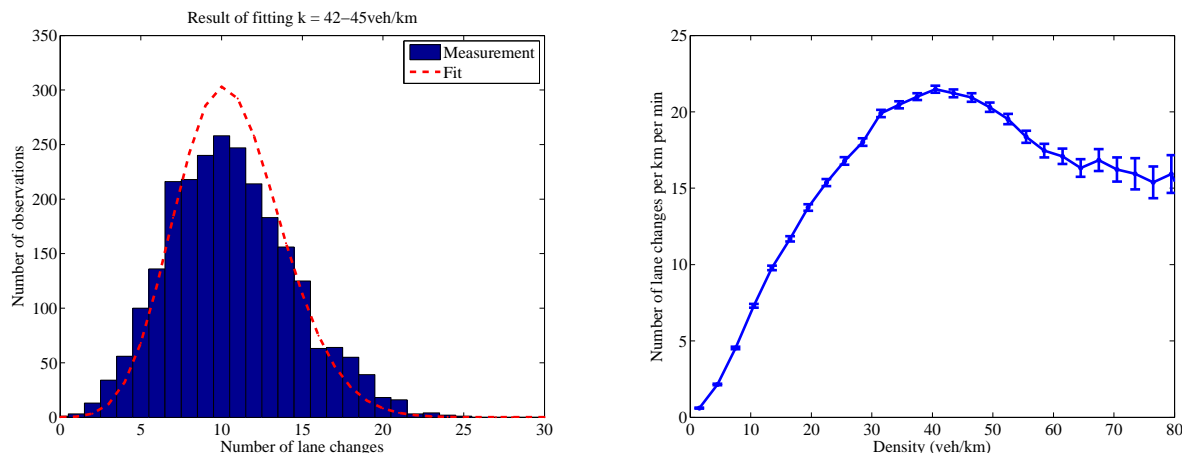 Result of fitting k = 42−45veh/km
350
300
250
200
150
100
50
0
Number of observations
0 5 10 15 20 25 30
Number of lane changes
Measurement
Fit
25
20
15
10
5
0
Number of lane changes per km per min
0 10 20 30 40 50 60 70 80
Density (veh/km)